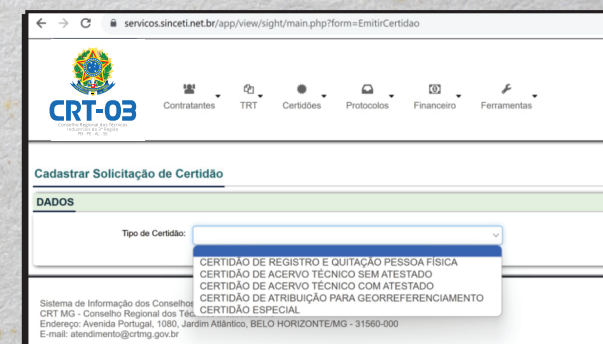 servicos.sinceti.net.br/app/view/sight/main.php?form=EmitirCertidao
CRT-03
Conselho Regional dos Técnicos
Industriais da 3ª Região
Contratantes
TRT
Certidões
Protocolos
Financeiro
Ferramentas
Cadastrar Solicitação de Certidão
DADOS
Tipo de Certidão:
CERTIDÃO DE REGISTRO E QUITAÇÃO PESSOA FÍSICA
CERTIDÃO DE ACERVO TÉCNICO SEM ATESTADO
CERTIDÃO DE ACERVO TÉCNICO COM ATESTADO
CERTIDÃO DE ATRIBUIÇÃO PARA GEORREFERENCIAMENTO
CERTIDÃO ESPECIAL
Sistema de Informação dos Conselhos
CRT MG - Conselho Regional dos Téc
Endereço: Avenida Portugal, 1080, Jardim Atlântico, BELO HORIZONTE/MG - 31560-000
E-mail: atendimento@crtmg.gov.br